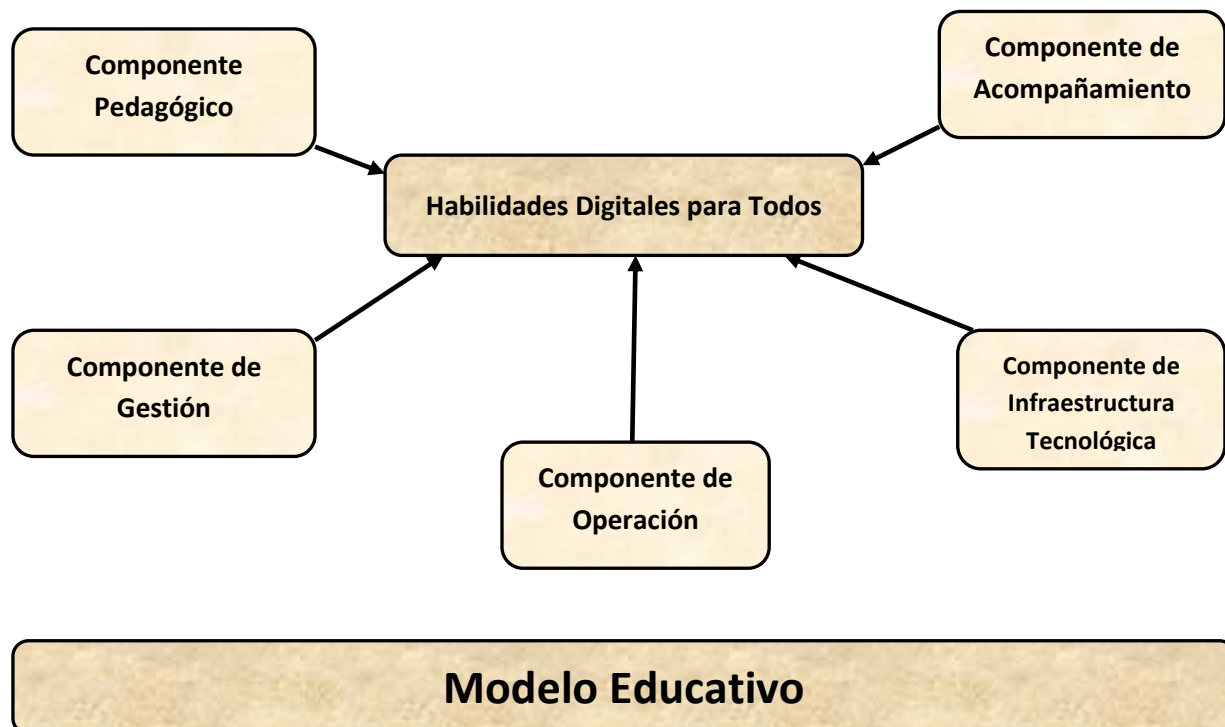 Componente
Pedagógico
Componente de
Acompañamiento
Habilidades Digitales para Todos
Componente de
Gestión
Componente de
Infraestructura
Tecnológica
Componente de
Operación
Modelo Educativo